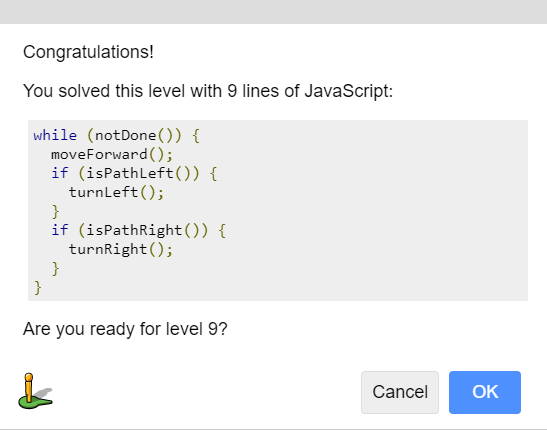 Congratulations!
You solved this level with 9 lines of JavaScript:
while (notDone()) {
  moveForward();
  if (isPathLeft()) {
    turnLeft();
  }
  if (isPathRight()) {
    turnRight();
  }
}
Are you ready for level 9?
Cancel OK